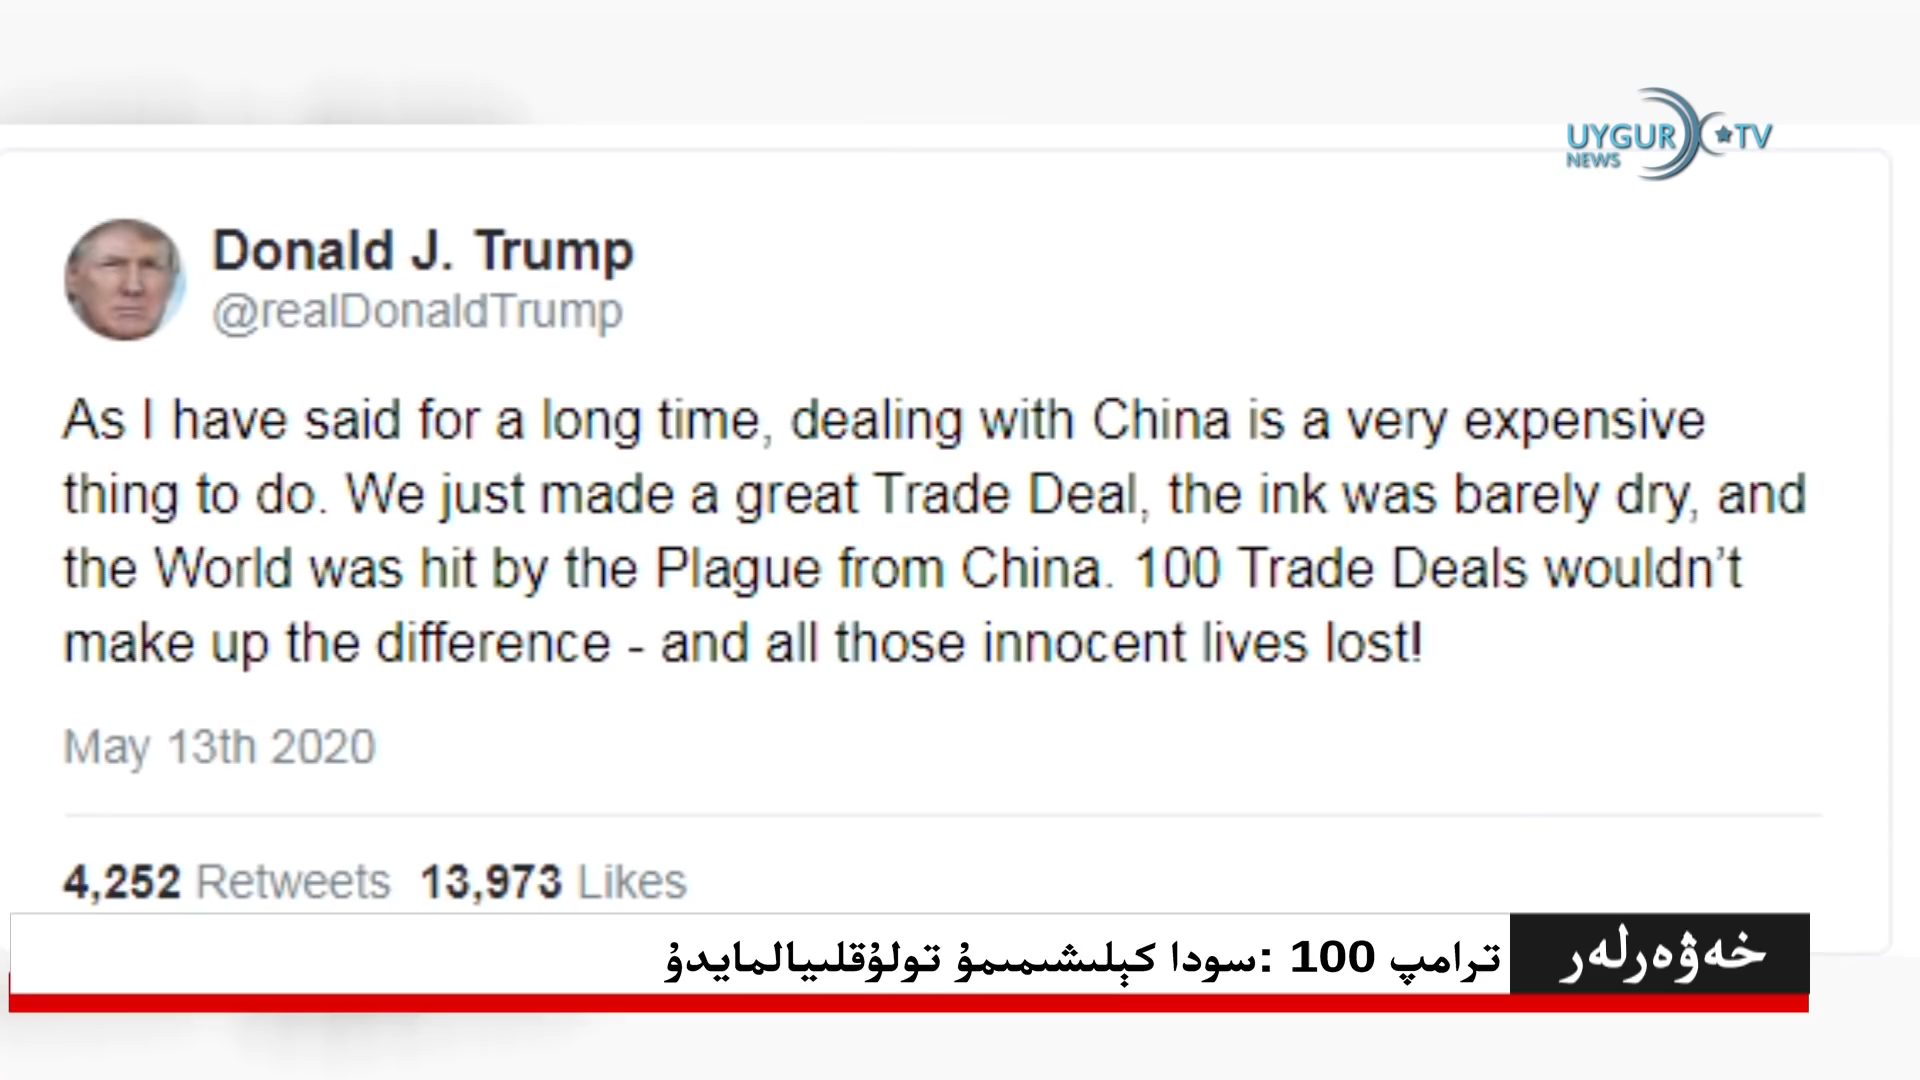 UYGUR TV
NEWS
Donald J. Trump
@realDonaldTrump
As I have said for a long time, dealing with China is a very expensive
thing to do. We just made a great Trade Deal, the ink was barely dry, and
the World was hit by the Plague from China. 100 Trade Deals wouldn’t
make up the difference - and all those innocent lives lost!
May 13th 2020
4,252 Retweets 13,973 Likes
خەۋەرلەر
ترامپ 100 :سودا كېلىشىمىمۇ تولۇقلىيالمايدۇ